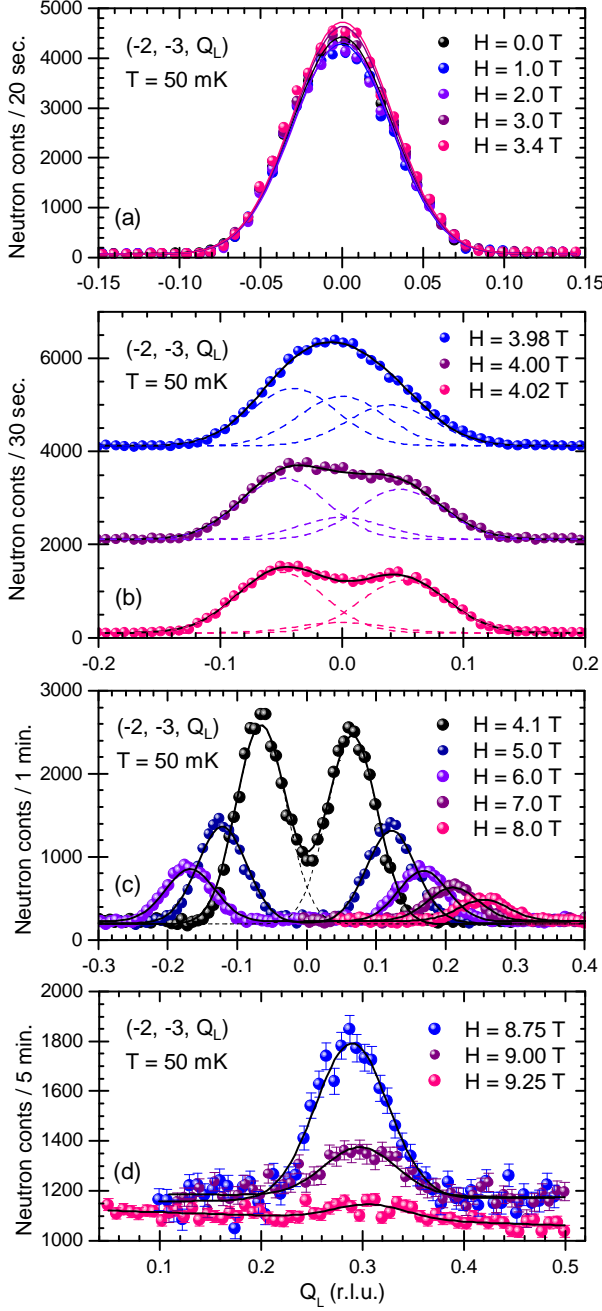 5000
4000
3000
2000
1000
0
Neutron conts / 20 sec.
(-2, -3, Q_L)
T = 50 mK
H = 0.0 T
H = 1.0 T
H = 2.0 T
H = 3.0 T
H = 3.4 T
(a)
-0.15 -0.10 -0.05 0.00 0.05 0.10 0.15
6000
4000
2000
0
Neutron conts / 30 sec.
(-2, -3, Q_L)
T = 50 mK
H = 3.98 T
H = 4.00 T
H = 4.02 T
(b)
-0.2 -0.1 0.0 0.1 0.2
3000
2000
1000
0
Neutron conts / 1 min.
(-2, -3, Q_L)
T = 50 mK
H = 4.1 T
H = 5.0 T
H = 6.0 T
H = 7.0 T
H = 8.0 T
(c)
-0.3 -0.2 -0.1 0.0 0.1 0.2 0.3 0.4
2000
1800
1600
1400
1200
1000
Neutron conts / 5 min.
(-2, -3, Q_L)
T = 50 mK
H = 8.75 T
H = 9.00 T
H = 9.25 T
(d)
0.1 0.2 0.3 0.4 0.5
Q_L (r.l.u.)